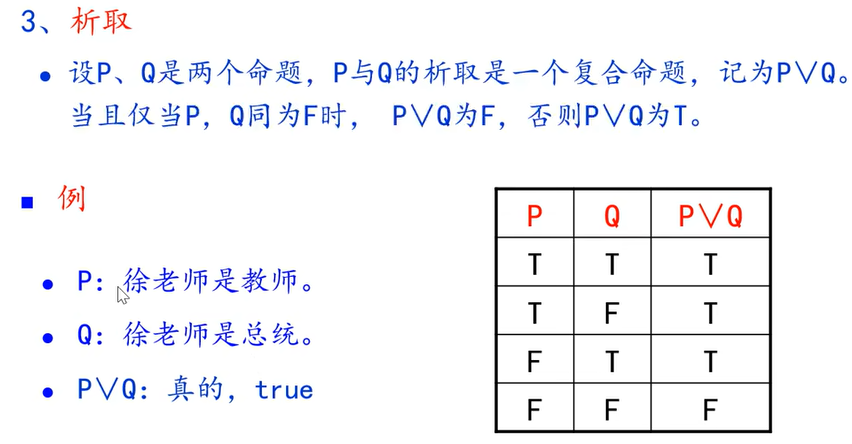 3、析取
● 设P、Q是两个命题，P与Q的析取是一个复合命题，记为P∨Q。
当且仅当P，Q同为F时， P∨Q为F，否则P∨Q为T。
■ 例
● P：徐老师是教师。
● Q：徐老师是总统。
● P∨Q：真的，true
P Q P∨Q
T T T
T F T
F T T
F F F